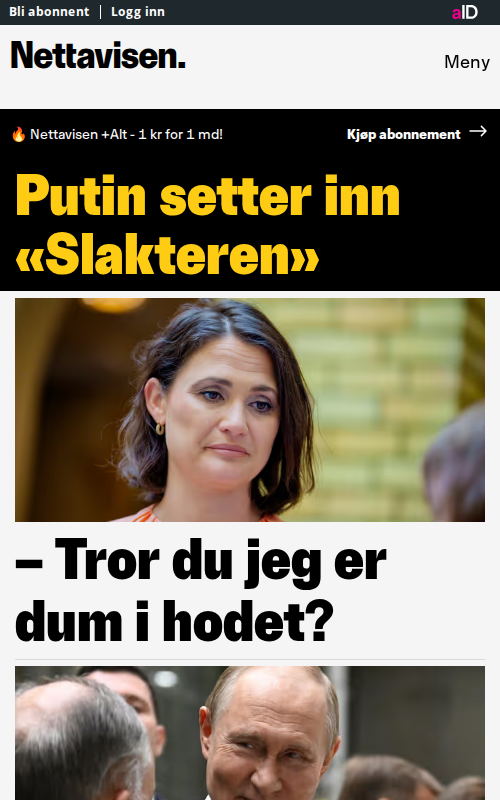 Bli abonnent | Logg inn
aID
Nettavisen.
Meny
🔥 Nettavisen +Alt - 1 kr for 1 md!
Kjøp abonnement →
Putin setter inn
«Slakteren»
– Tror du jeg er
dum i hodet?